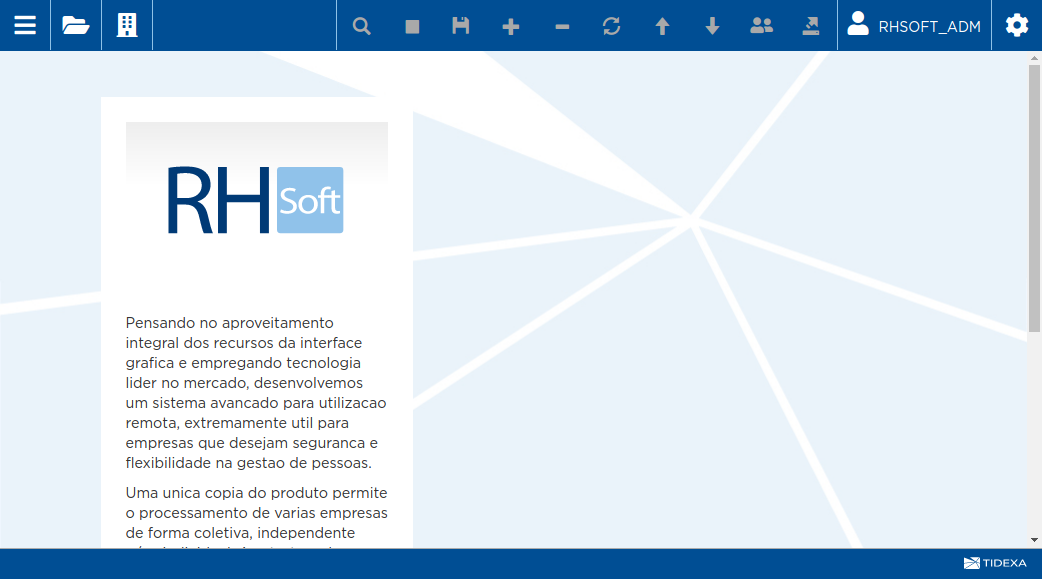 RHSOFT_ADM
RH Soft
Pensando no aproveitamento
integral dos recursos da interface
grafica e empregando tecnologia
lider no mercado, desenvolvemos
um sistema avancado para utilizacao
remota, extremamente util para
empresas que desejam seguranca e
flexibilidade na gestao de pessoas.
Uma unica copia do produto permite
o processamento de varias empresas
de forma coletiva, independente
TIDEXA